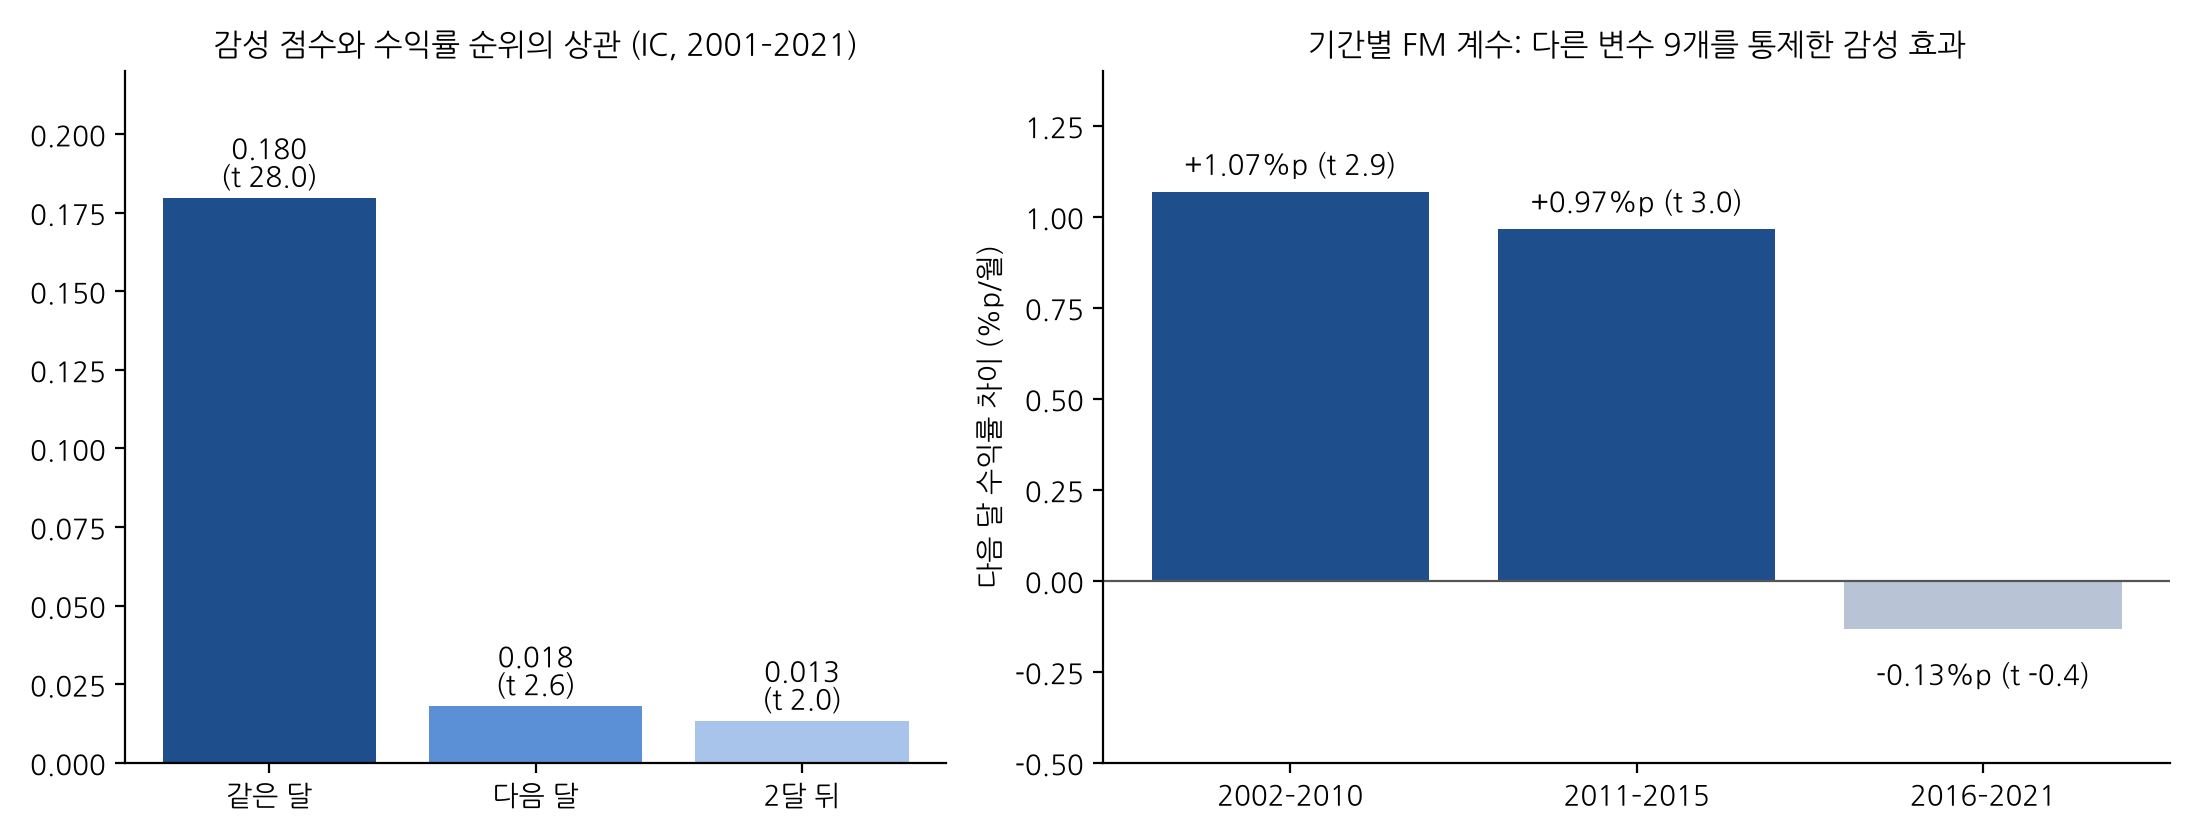 감성 점수와 수익률 순위의 상관 (IC, 2001-2021)
0.200
0.175
0.150
0.125
0.100
0.075
0.050
0.025
0.000
0.180
(t 28.0)
0.018
(t 2.6)
0.013
(t 2.0)
같은 달
다음 달
2달 뒤
기간별 FM 계수: 다른 변수 9개를 통제한 감성 효과
다음 달 수익률 차이 (%p/월)
1.25
1.00
0.75
0.50
0.25
0.00
-0.25
-0.50
+1.07%p (t 2.9)
+0.97%p (t 3.0)
-0.13%p (t -0.4)
2002-2010
2011-2015
2016-2021